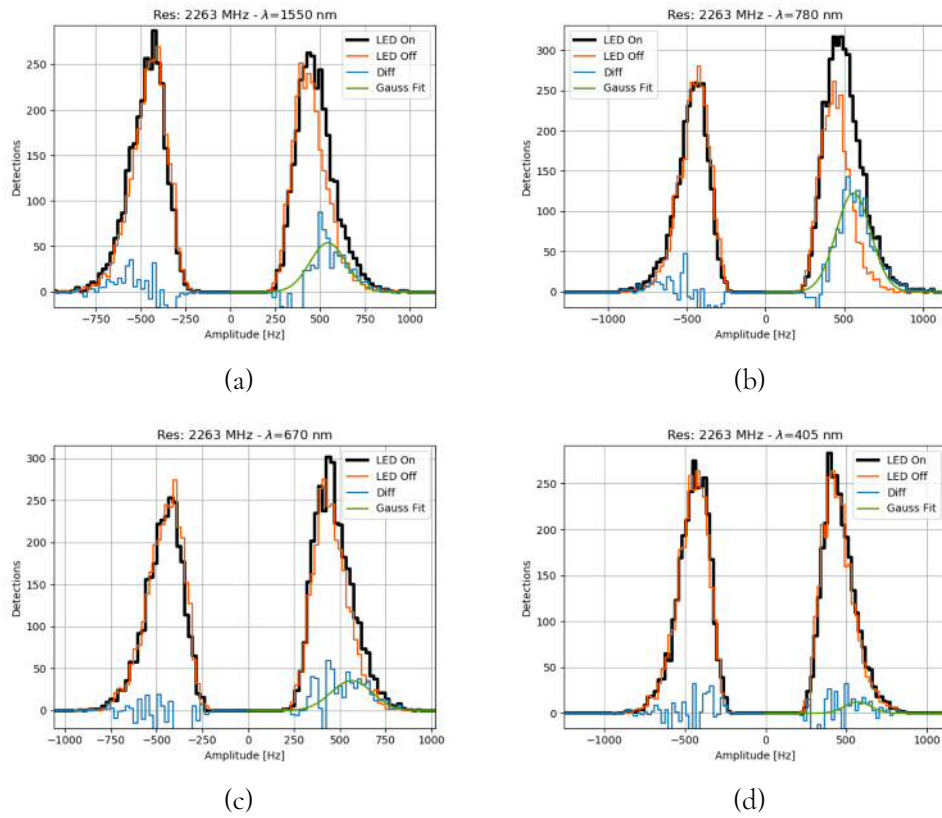 Res: 2263 MHz - λ=1550 nm
LED On
LED Off
Diff
Gauss Fit
Detections
250
200
150
100
50
0
−750 −500 −250 0 250 500 750 1000
Amplitude [Hz]
(a)
Res: 2263 MHz - λ=780 nm
LED On
LED Off
Diff
Gauss Fit
Detections
300
250
200
150
100
50
0
−1000 −500 0 500 1000
Amplitude [Hz]
(b)
Res: 2263 MHz - λ=670 nm
LED On
LED Off
Diff
Gauss Fit
Detections
300
250
200
150
100
50
0
−1000 −750 −500 −250 0 250 500 750 1000
Amplitude [Hz]
(c)
Res: 2263 MHz - λ=405 nm
LED On
LED Off
Diff
Gauss Fit
Detections
250
200
150
100
50
0
−1000 −500 0 500 1000
Amplitude [Hz]
(d)